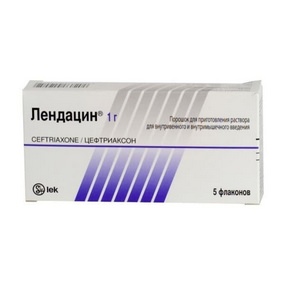 Лендацин® 1 г
Порошок для приготовления раствора
для внутривенного и внутримышечного введения
CEFTRIAXONE / ЦЕФТРИАКСОН
lek
5 флаконов